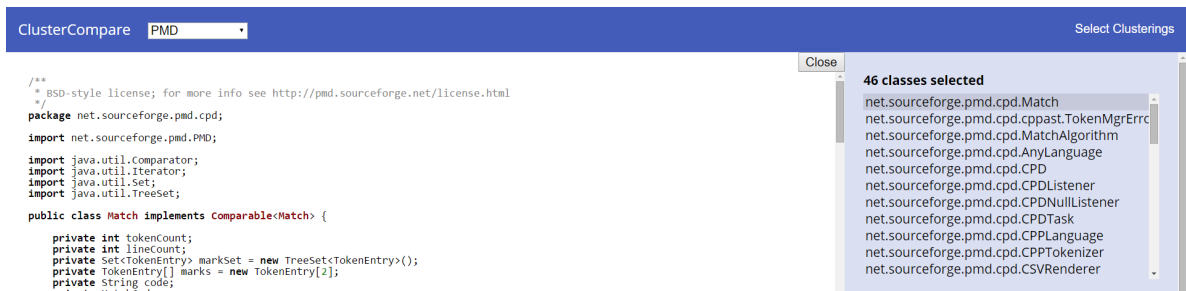 ClusterCompare PMD Select Clusterings
Close
/**
* BSD-style license; for more info see http://pmd.sourceforge.net/license.html
*/
package net.sourceforge.pmd.cpd;
import net.sourceforge.pmd.PMD;
import java.util.Comparator;
import java.util.Iterator;
import java.util.Set;
import java.util.TreeSet;
public class Match implements Comparable<Match> {
private int tokenCount;
private int lineCount;
private Set<TokenEntry> markSet = new TreeSet<TokenEntry>();
private TokenEntry[] marks = new TokenEntry[2];
private String code;
46 classes selected
net.sourceforge.pmd.cpd.Match
net.sourceforge.pmd.cpd.cppast.TokenMgrErrc
net.sourceforge.pmd.cpd.MatchAlgorithm
net.sourceforge.pmd.cpd.AnyLanguage
net.sourceforge.pmd.cpd.CPD
net.sourceforge.pmd.cpd.CPDListener
net.sourceforge.pmd.cpd.CPDNullListener
net.sourceforge.pmd.cpd.CPDTask
net.sourceforge.pmd.cpd.CPPLanguage
net.sourceforge.pmd.cpd.CPPTokenizer
net.sourceforge.pmd.cpd.CSVRenderer